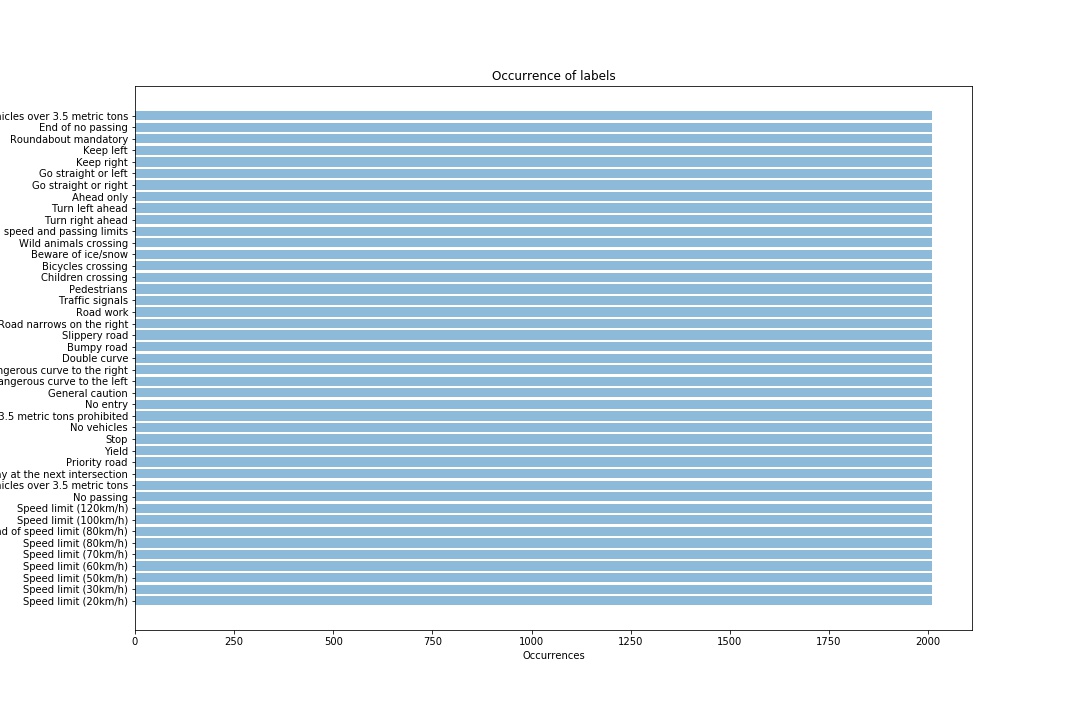 Occurrence of labels
icles over 3.5 metric tons
End of no passing
Roundabout mandatory
Keep left
Keep right
Go straight or left
Go straight or right
Ahead only
Turn left ahead
Turn right ahead
speed and passing limits
Wild animals crossing
Beware of ice/snow
Bicycles crossing
Children crossing
Pedestrians
Traffic signals
Road work
Road narrows on the right
Slippery road
Bumpy road
Double curve
ngerous curve to the right
angerous curve to the left
General caution
No entry
3.5 metric tons prohibited
No vehicles
Stop
Yield
Priority road
y at the next intersection
icles over 3.5 metric tons
No passing
Speed limit (120km/h)
Speed limit (100km/h)
d of speed limit (80km/h)
Speed limit (80km/h)
Speed limit (70km/h)
Speed limit (60km/h)
Speed limit (50km/h)
Speed limit (30km/h)
Speed limit (20km/h)
0 250 500 750 1000 1250 1500 1750 2000
Occurrences